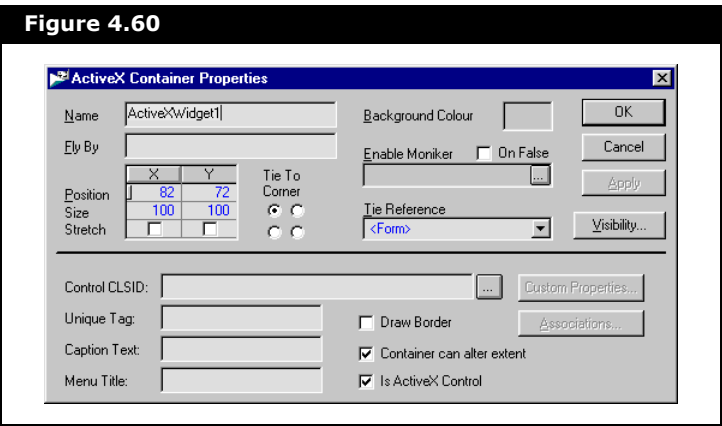 Figure 4.60
ActiveX Container Properties
Name
ActiveXWidget1
Fly By
X Y
Position 82 72
Size 100 100
Stretch
Tie To
Corner
Background Colour
Enable Moniker On False
...
Tie Reference
<Form>
OK
Cancel
Apply
Visibility...
Control CLSID:
...
Custom Properties...
Unique Tag:
Draw Border
Associations...
Caption Text:
Container can alter extent
Menu Title:
Is ActiveX Control